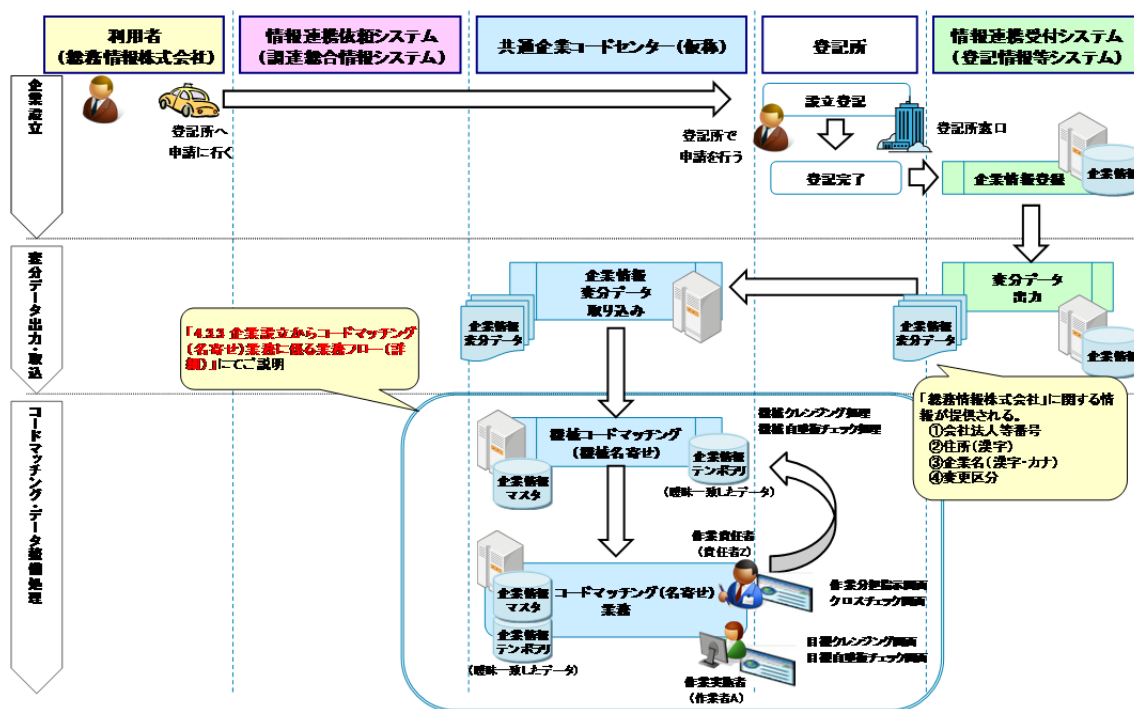 利用者
(総務情報株式会社)
情報連携依頼システム
(調達総合情報システム)
共通企業コードセンター(仮称)
登記所
情報連携受付システム
(登記情報等システム)
企業設立
登記所へ
申請に行く
登記所で
申請を行う
設立登記
登記所窓口
登記完了
企業情報登録
企業情報
変分データ出力・取込
企業情報
変分データ
取り込み
企業情報
変分データ
変分データ
出力
企業情報
変分データ
企業情報
「4.3.3 企業設立からコードマッチング
(名寄せ)業務に係る業務フロー(詳
細)」にてご説明
「総務情報株式会社」に関する情
報が提供される。
①会社法人等番号
②住所(漢字)
③企業名(漢字・カナ)
④変更区分
コードマッチング・データ整備処理
機械クレンジング処理
機械自重複チェック処理
機械コードマッチング
(機械名寄せ)
企業情報
マスタ
企業情報
テンポラリ
(曖昧一致したデータ)
作業責任者
(責任者Z)
作業分担指示画面
クロスチェック画面
コードマッチング(名寄せ)
業務
企業情報
マスタ
企業情報
テンポラリ
(曖昧一致したデータ)
目視クレンジング画面
目視自重複チェック画面
作業実施者
(作業者A)